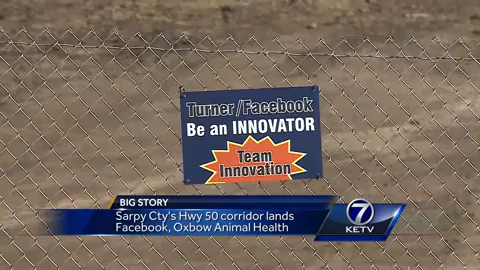 Turner/Facebook
Be an INNOVATOR
Team
Innovation
BIG STORY
Sarpy Cty's Hwy 50 corridor lands
Facebook, Oxbow Animal Health
7
KETV